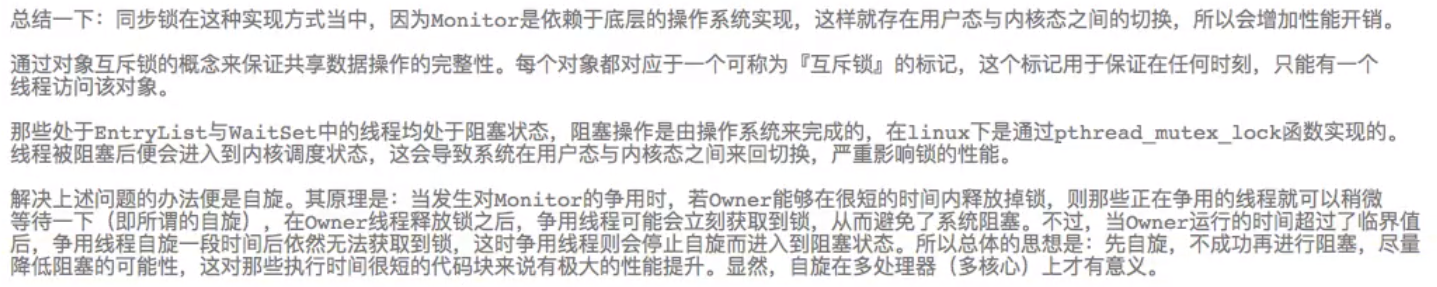 总结一下：同步锁在这种实现方式当中，因为Monitor是依赖于底层的操作系统实现，这样就存在用户态与内核态之间的切换，所以会增加性能开销。
通过对象互斥锁的概念来保证共享数据操作的完整性。每个对象都对应于一个可称为『互斥锁』的标记，这个标记用于保证在任何时刻，只能有一个
线程访问该对象。
那些处于EntryList与WaitSet中的线程均处于阻塞状态，阻塞操作是由操作系统来完成的，在linux下是通过pthread_mutex_lock函数实现的。
线程被阻塞后便会进入到内核调度状态，这会导致系统在用户态与内核态之间来回切换，严重影响锁的性能。
解决上述问题的办法便是自旋。其原理是：当发生对Monitor的争用时，若Owner能够在很短的时间内释放掉锁，则那些正在争用的线程就可以稍微
等待一下（即所谓的自旋），在Owner线程释放锁之后，争用线程可能会立刻获取到锁，从而避免了系统阻塞。不过，当Owner运行的时间超过了临界值
后，争用线程自旋一段时间后依然无法获取到锁，这时争用线程则会停止自旋而进入到阻塞状态。所以总体的思想是：先自旋，不成功再进行阻塞，尽量
降低阻塞的可能性，这对那些执行时间很短的代码块来说有极大的性能提升。显然，自旋在多处理器（多核心）上才有意义。